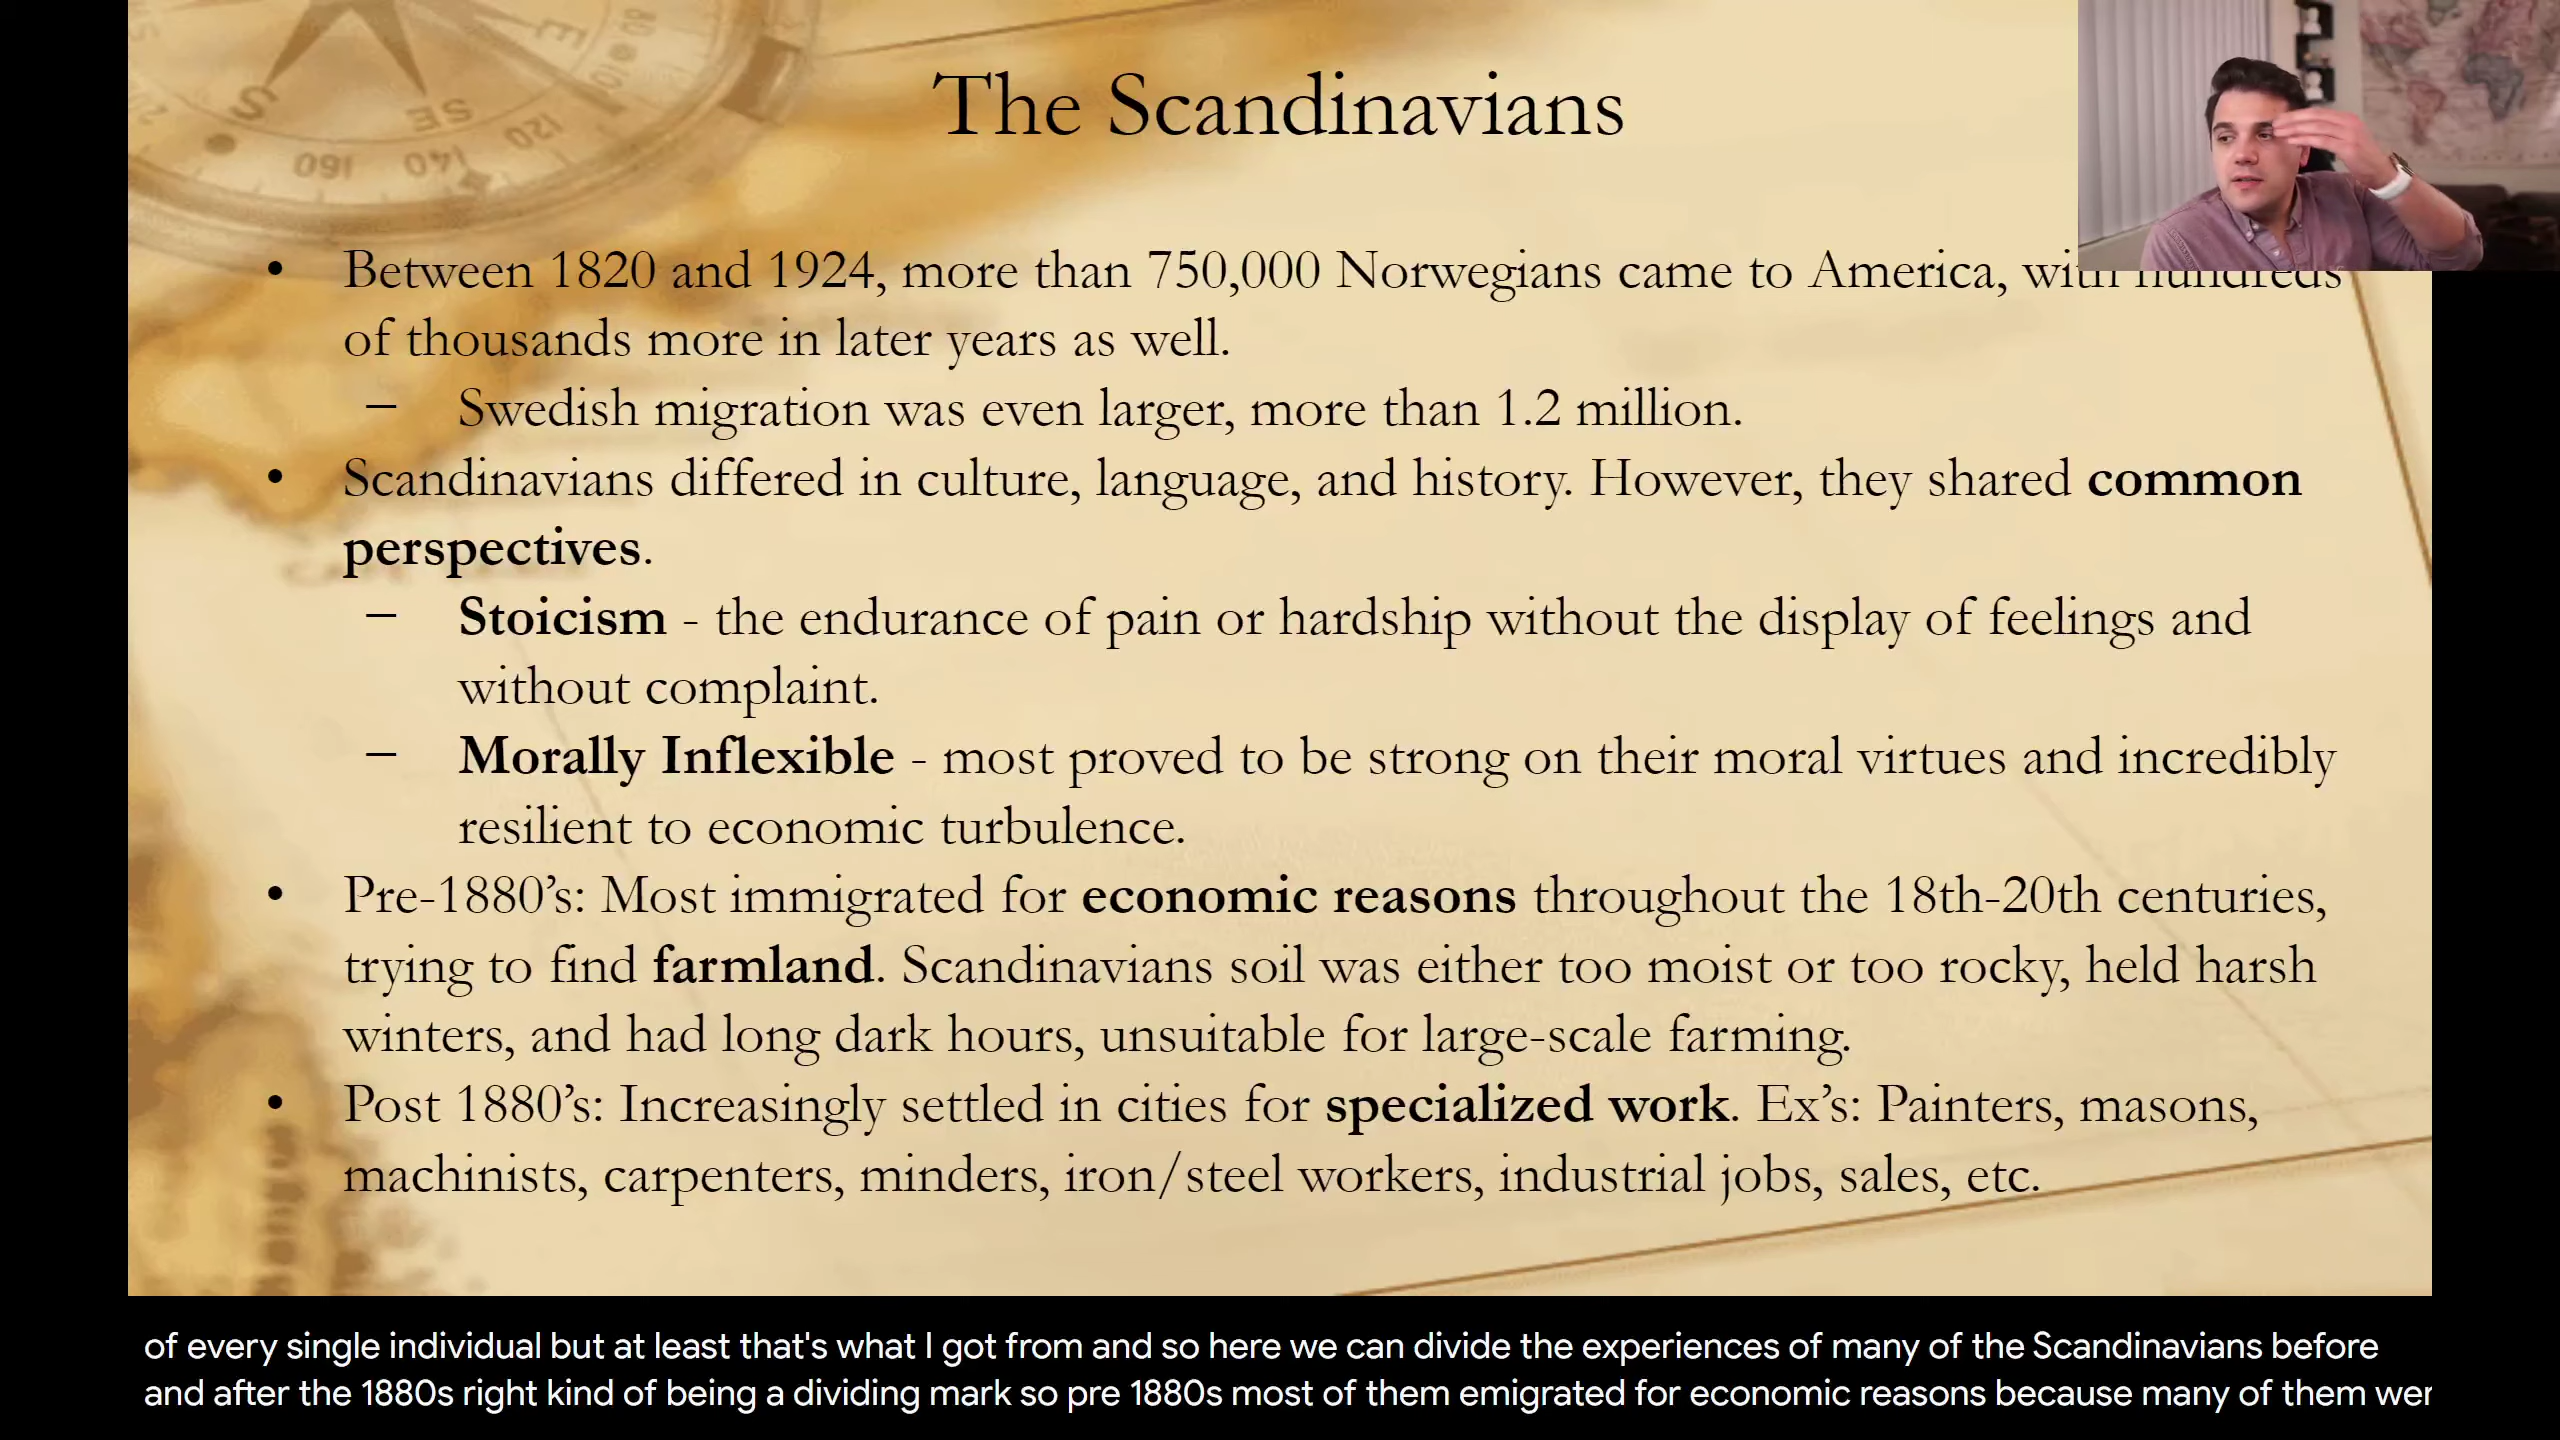 The Scandinavians
• Between 1820 and 1924, more than 750,000 Norwegians came to America, with hundreds
of thousands more in later years as well.
– Swedish migration was even larger, more than 1.2 million.
• Scandinavians differed in culture, language, and history. However, they shared common
perspectives.
– Stoicism - the endurance of pain or hardship without the display of feelings and
without complaint.
– Morally Inflexible - most proved to be strong on their moral virtues and incredibly
resilient to economic turbulence.
• Pre-1880’s: Most immigrated for economic reasons throughout the 18th-20th centuries,
trying to find farmland. Scandinavians soil was either too moist or too rocky, held harsh
winters, and had long dark hours, unsuitable for large-scale farming.
• Post 1880’s: Increasingly settled in cities for specialized work. Ex’s: Painters, masons,
machinists, carpenters, minders, iron/steel workers, industrial jobs, sales, etc.
of every single individual but at least that's what I got from and so here we can divide the experiences of many of the Scandinavians before
and after the 1880s right kind of being a dividing mark so pre 1880s most of them emigrated for economic reasons because many of them wer
S
SE
E
160
140
120